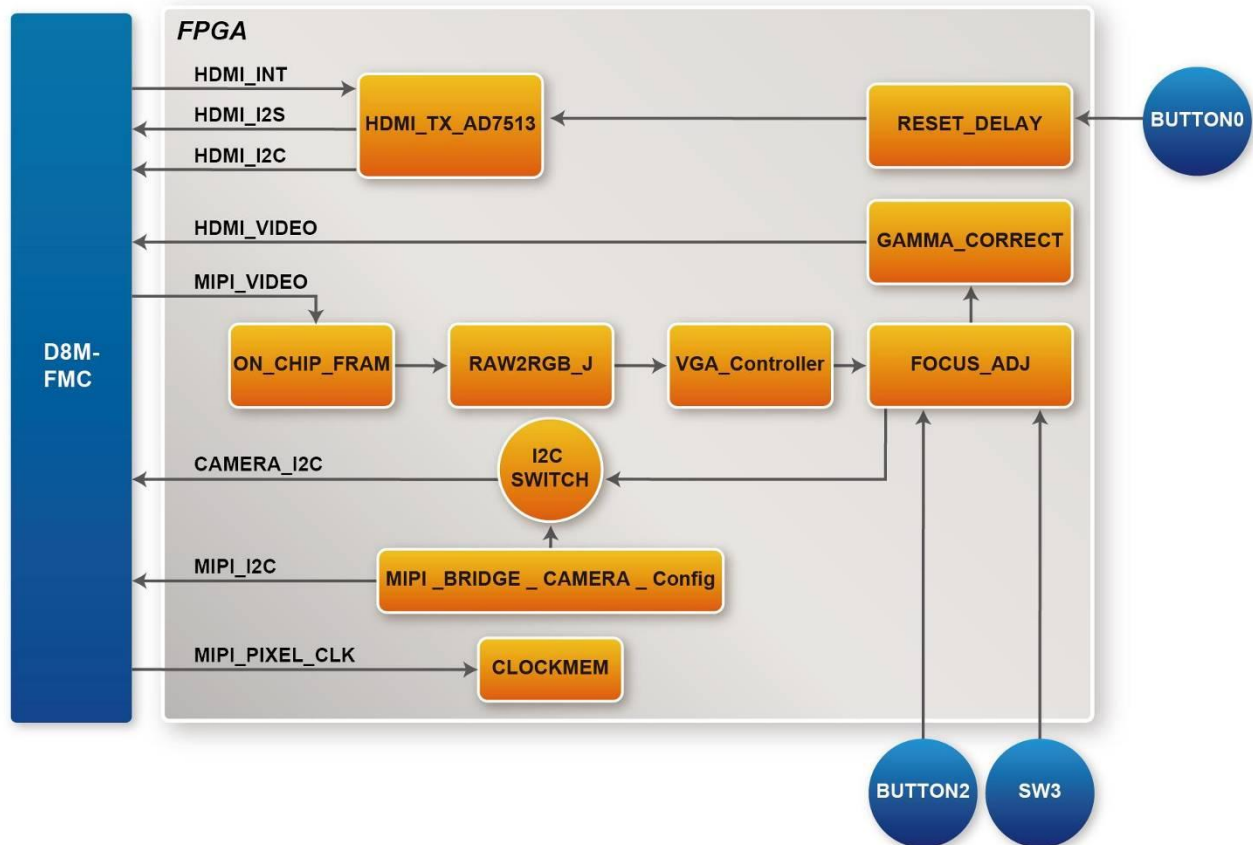 FPGA
HDMI_INT
HDMI_I2S
HDMI_I2C
HDMI_TX_AD7513
RESET_DELAY
BUTTON0
HDMI_VIDEO
GAMMA_CORRECT
MIPI_VIDEO
D8M-
FMC
ON_CHIP_FRAM
RAW2RGB_J
VGA_Controller
FOCUS_ADJ
CAMERA_I2C
I2C
SWITCH
MIPI_I2C
MIPI _BRIDGE _ CAMERA _ Config
MIPI_PIXEL_CLK
CLOCKMEM
BUTTON2
SW3